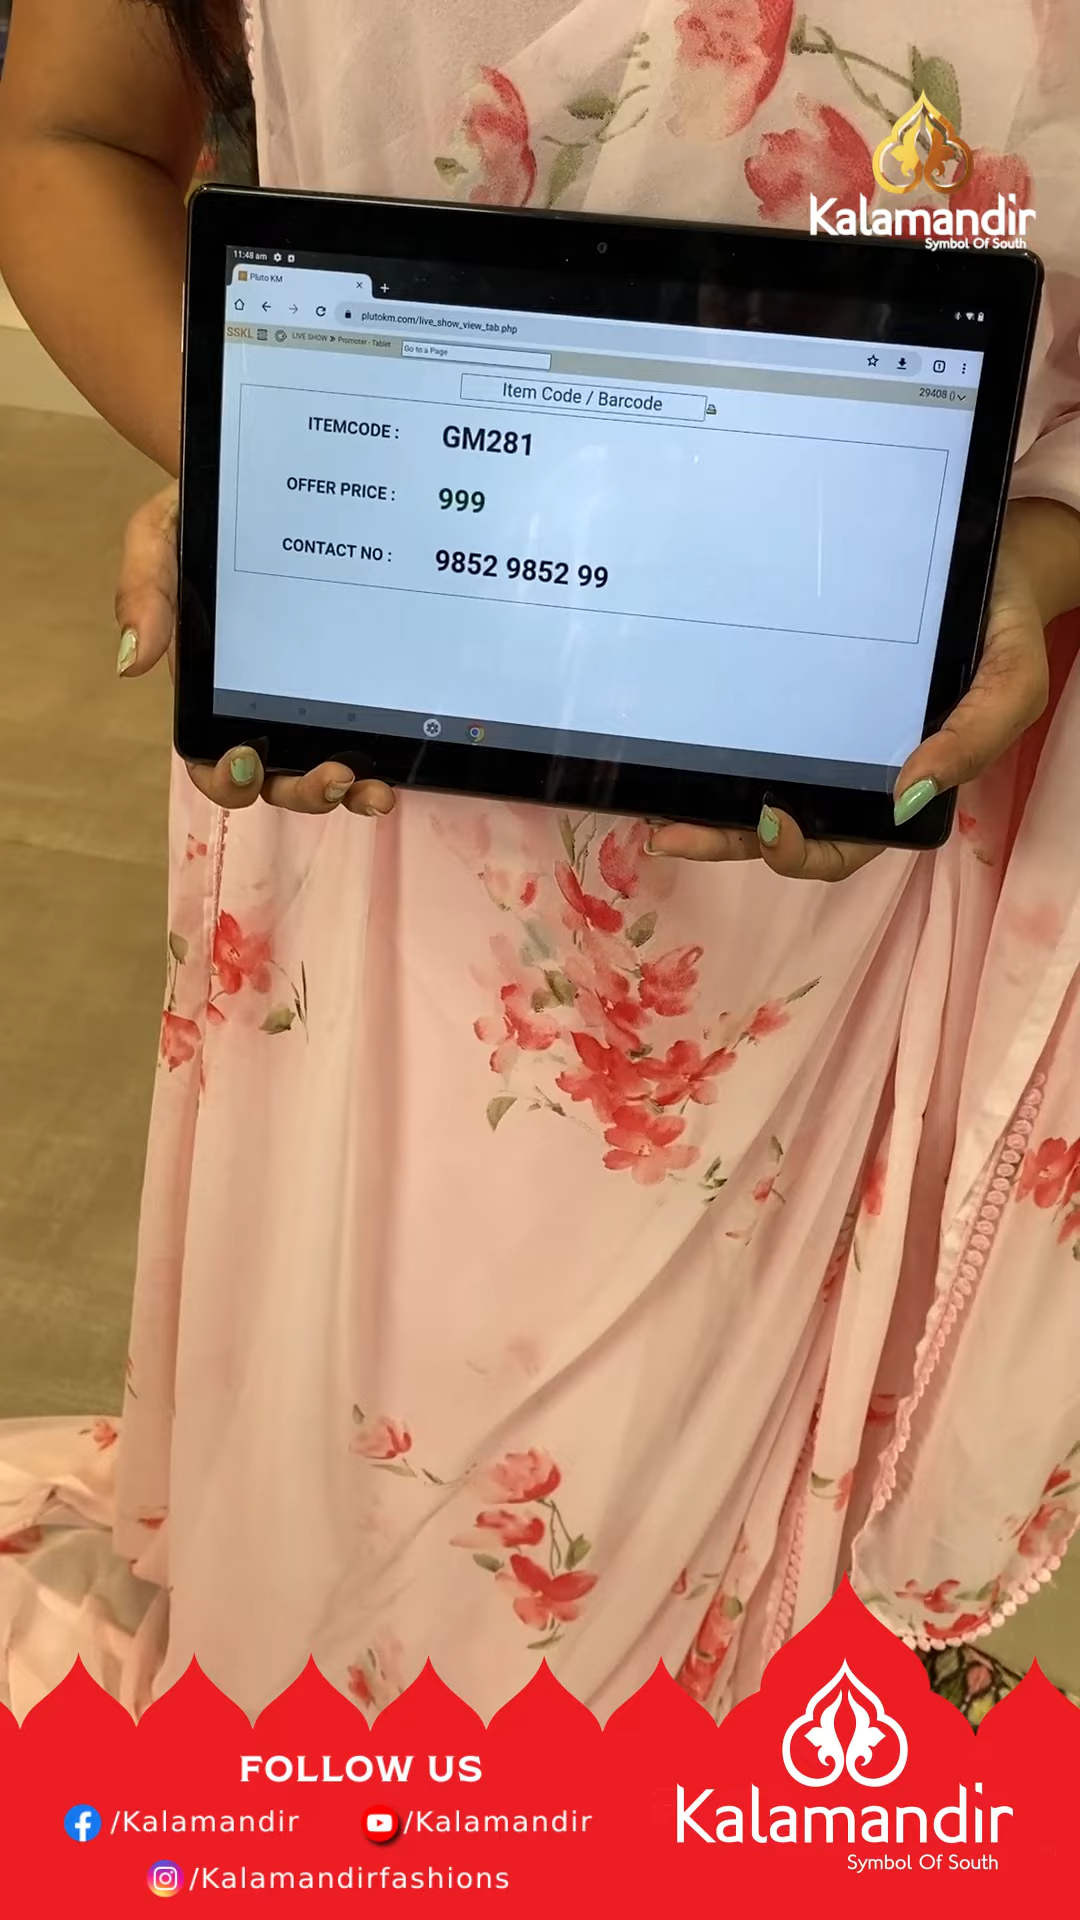 Kalamandir
Symbol Of South
11:48 am
Pluto KM
plutokm.com/live_show_view_tab.php
SSKL LIVE SHOW Promoter - Tablet Go to a Page
29408 ()
Item Code / Barcode
ITEMCODE : GM281
OFFER PRICE : 999
CONTACT NO : 9852 9852 99
FOLLOW US
/Kalamandir /Kalamandir
/Kalamandirfashions
Kalamandir
Symbol Of South